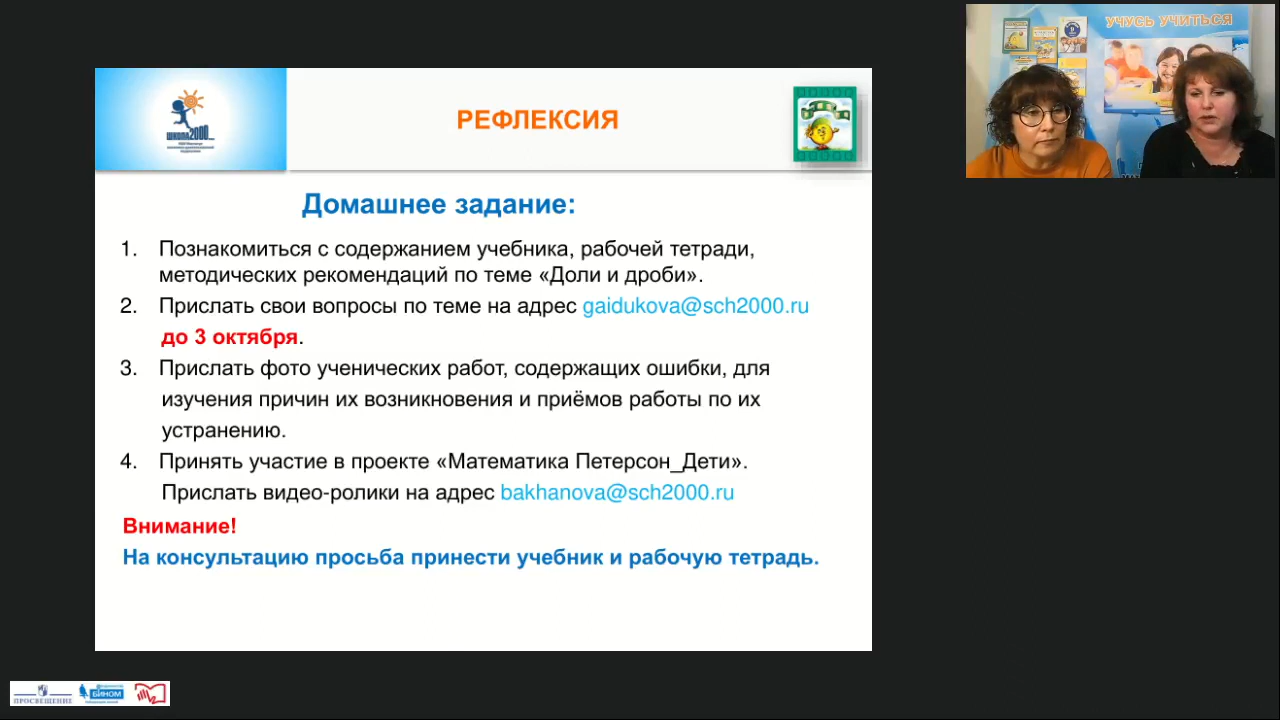 УЧУСЬ УЧИТЬСЯ
ШКОЛА2000...
РЕФЛЕКСИЯ
Домашнее задание:
1. Познакомиться с содержанием учебника, рабочей тетради,
методических рекомендаций по теме «Доли и дроби».
2. Прислать свои вопросы по теме на адрес gaidukova@sch2000.ru
до 3 октября.
3. Прислать фото ученических работ, содержащих ошибки, для
изучения причин их возникновения и приёмов работы по их
устранению.
4. Принять участие в проекте «Математика Петерсон_Дети».
Прислать видео-ролики на адрес bakhanova@sch2000.ru
Внимание!
На консультацию просьба принести учебник и рабочую тетрадь.
ПРОСВЕЩЕНИЕ
БИНОМ